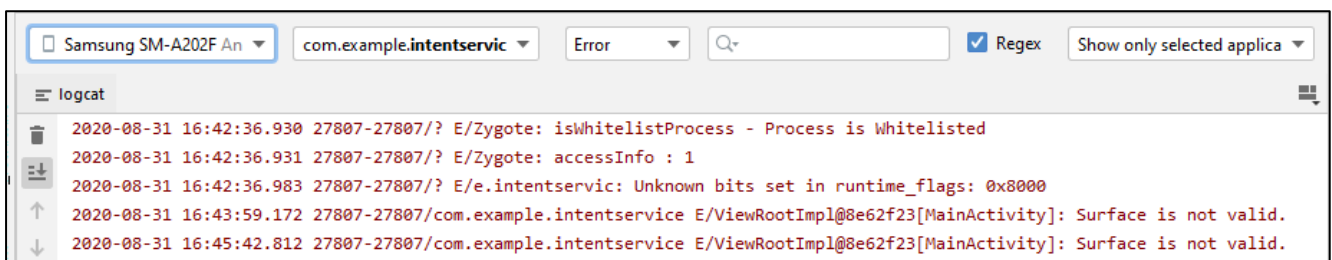 Samsung SM-A202F An com.example.intentservic Error Regex Show only selected applica
logcat
2020-08-31 16:42:36.930 27807-27807/? E/Zygote: isWhitelistProcess - Process is Whitelisted
2020-08-31 16:42:36.931 27807-27807/? E/Zygote: accessInfo : 1
2020-08-31 16:42:36.983 27807-27807/? E/e.intentservic: Unknown bits set in runtime_flags: 0x8000
2020-08-31 16:43:59.172 27807-27807/com.example.intentservice E/ViewRootImpl@8e62f23[MainActivity]: Surface is not valid.
2020-08-31 16:45:42.812 27807-27807/com.example.intentservice E/ViewRootImpl@8e62f23[MainActivity]: Surface is not valid.